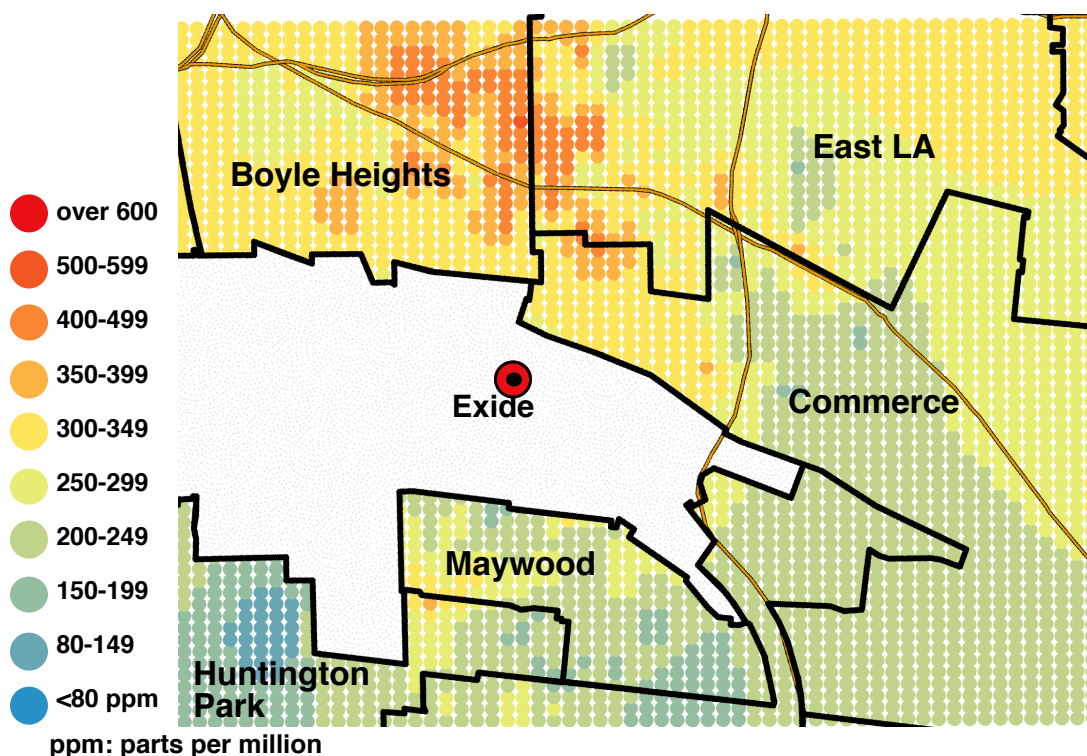 Boyle Heights
East LA
over 600
500-599
400-499
350-399
300-349
250-299
200-249
150-199
80-149
<80 ppm
Exide
Commerce
Maywood
Huntington
Park
ppm: parts per million